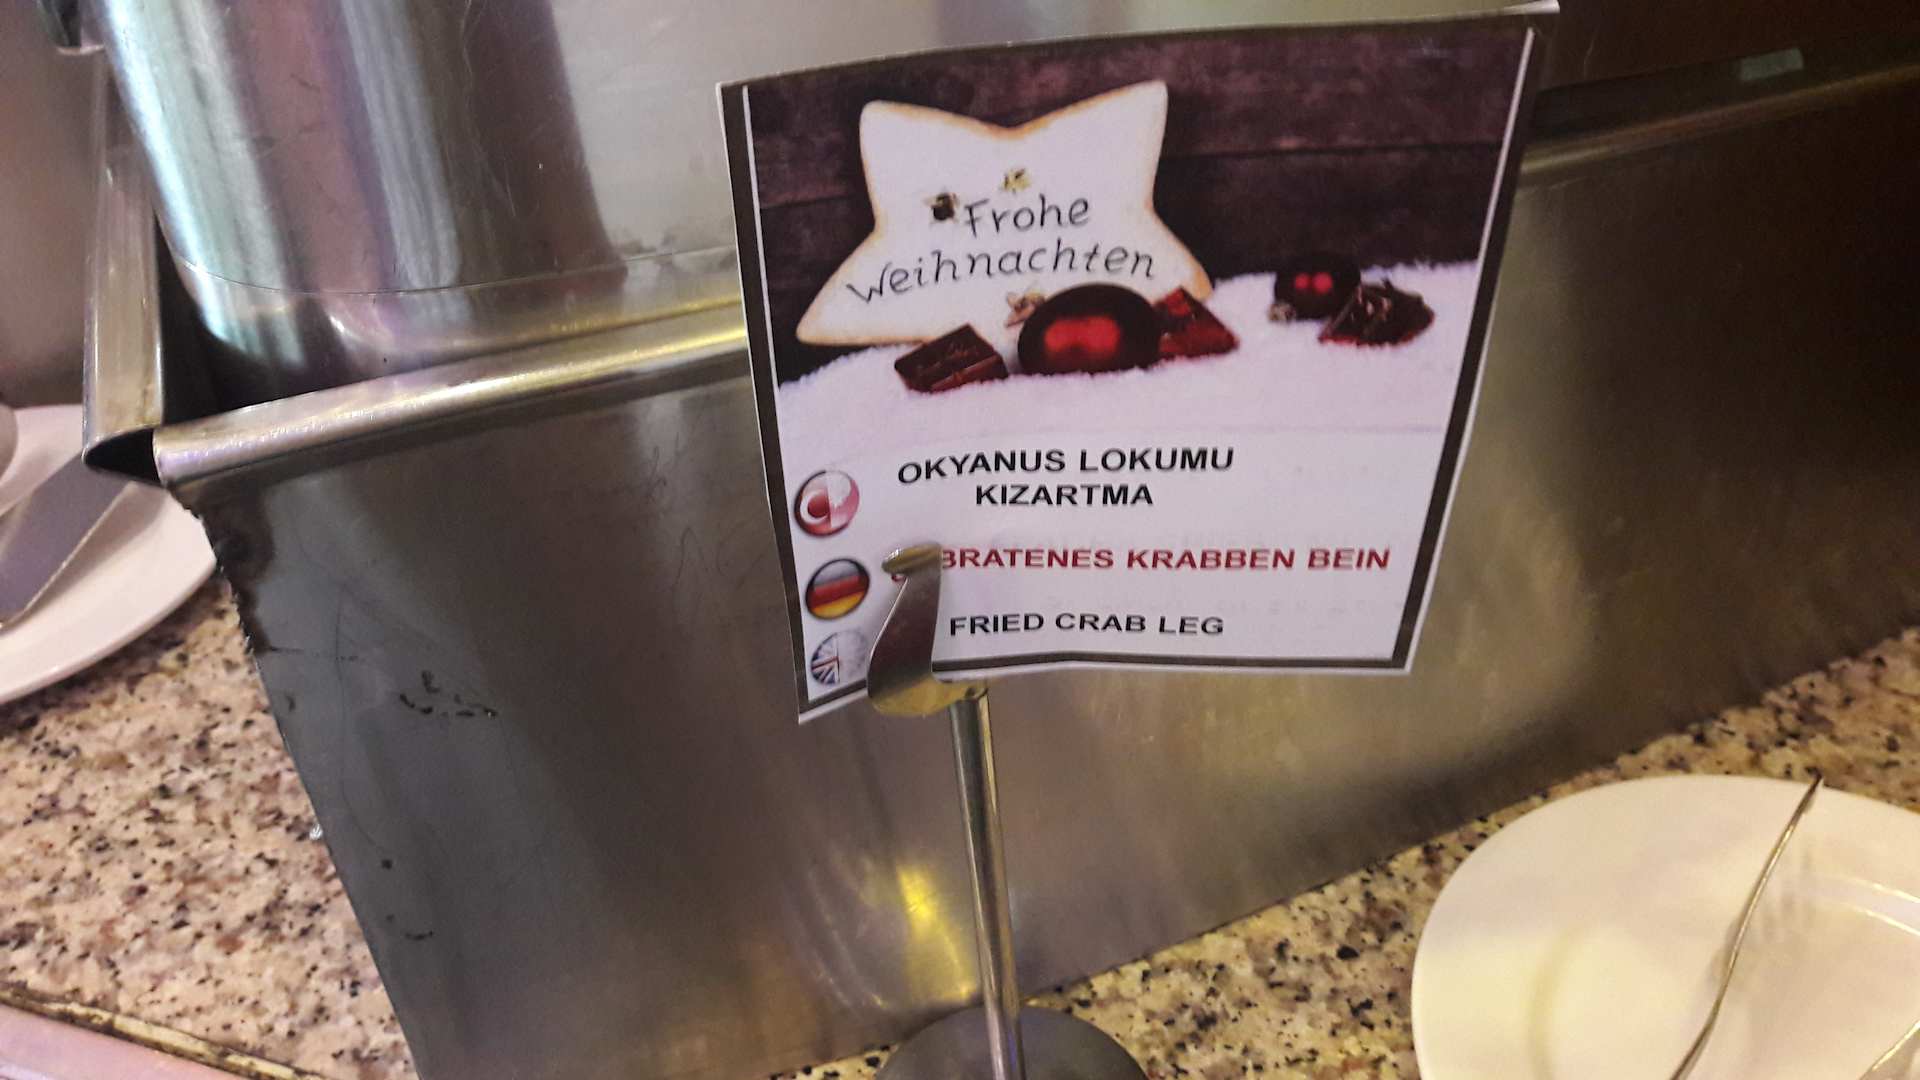 Frohe
Weihnachten
OKYANUS LOKUMU
KIZARTMA
KRABBEN BEIN
FRIED CRAB LEG